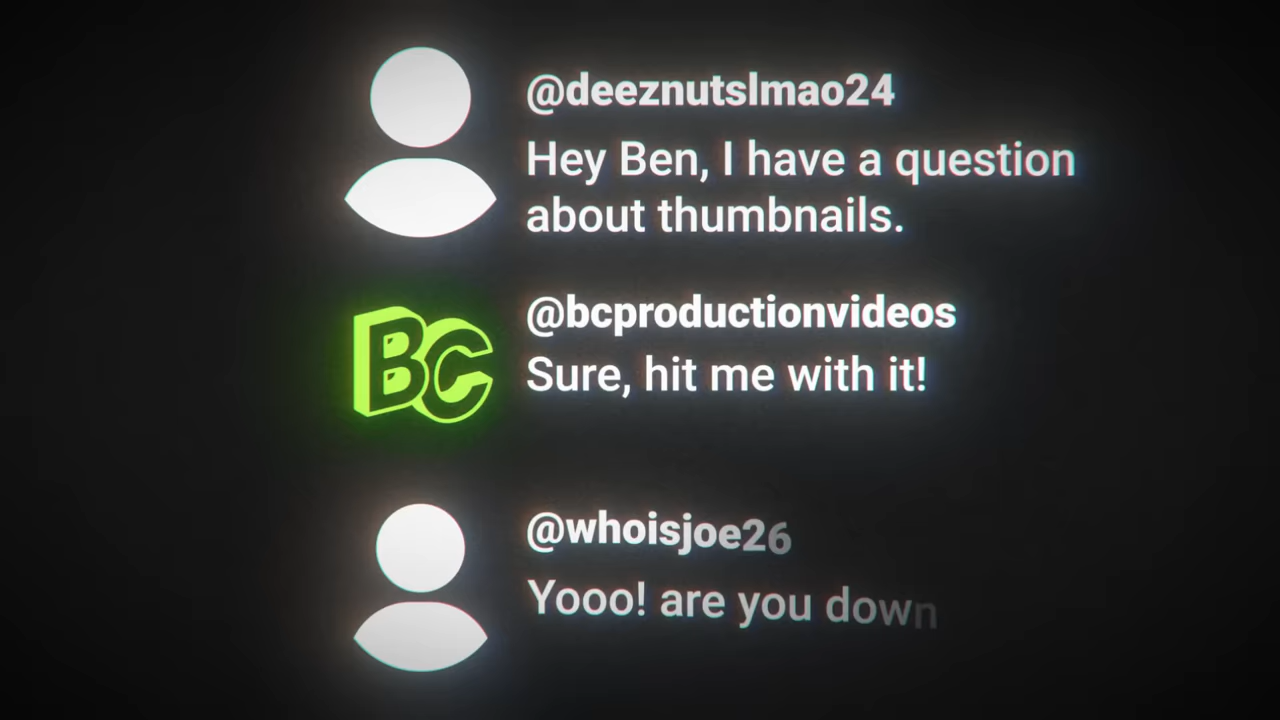 @deeznutslmao24
Hey Ben, I have a question
about thumbnails.
BC
@bcproductionvideos
Sure, hit me with it!
@whoisjoe26
Yooo! are you down